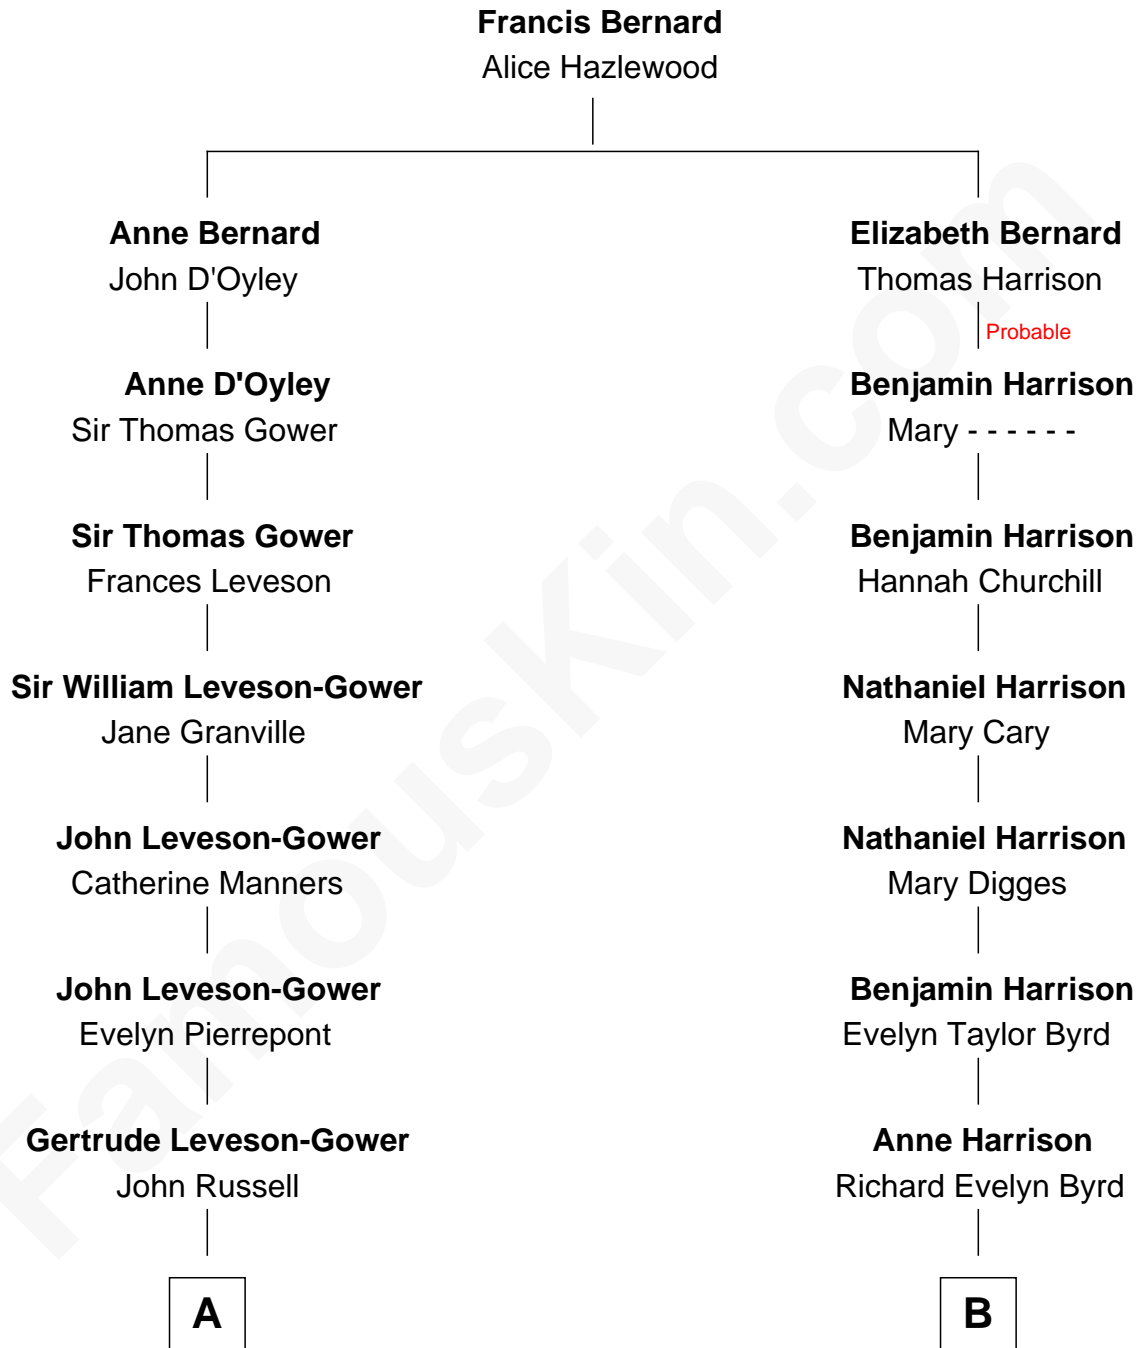 Francis Bernard
Alice Hazlewood
Anne Bernard
John D'Oyley
Elizabeth Bernard
Thomas Harrison
Probable
Anne D'Oyley
Sir Thomas Gower
Benjamin Harrison
Mary - - - - - -
Sir Thomas Gower
Frances Leveson
Benjamin Harrison
Hannah Churchill
Sir William Leveson-Gower
Jane Granville
Nathaniel Harrison
Mary Cary
John Leveson-Gower
Catherine Manners
Nathaniel Harrison
Mary Digges
John Leveson-Gower
Evelyn Pierrepont
Benjamin Harrison
Evelyn Taylor Byrd
Gertrude Leveson-Gower
John Russell
Anne Harrison
Richard Evelyn Byrd
A
B
FamousKin.com